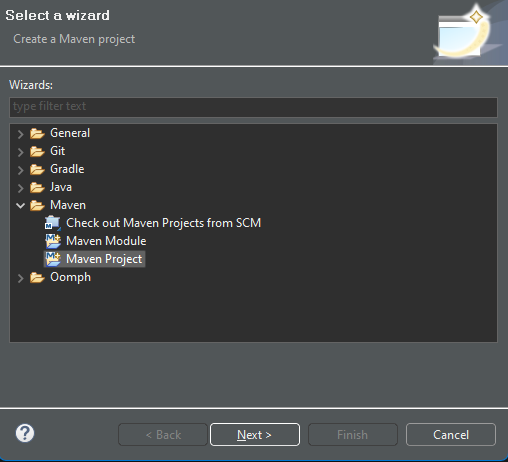 Select a wizard
Create a Maven project
Wizards:
type filter text
General
Git
Gradle
Java
Maven
Check out Maven Projects from SCM
Maven Module
Maven Project
Oomph
? < Back Next > Finish Cancel